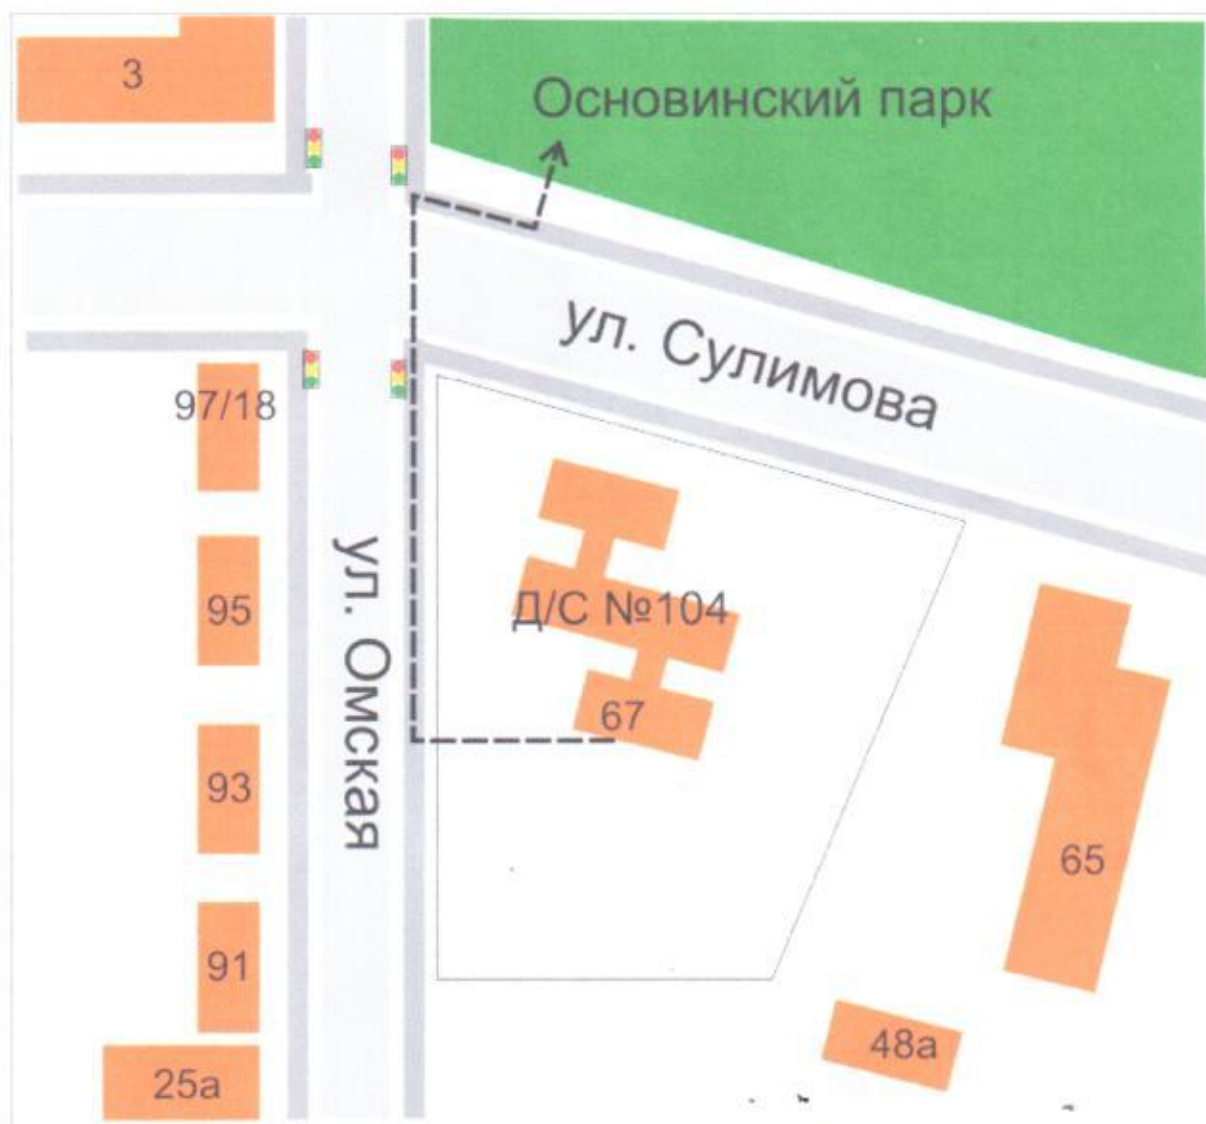 3
Основинский парк
ул. Сулимова
97/18
ул. Омская
95
Д/С №104
67
93
65
91
48а
25а